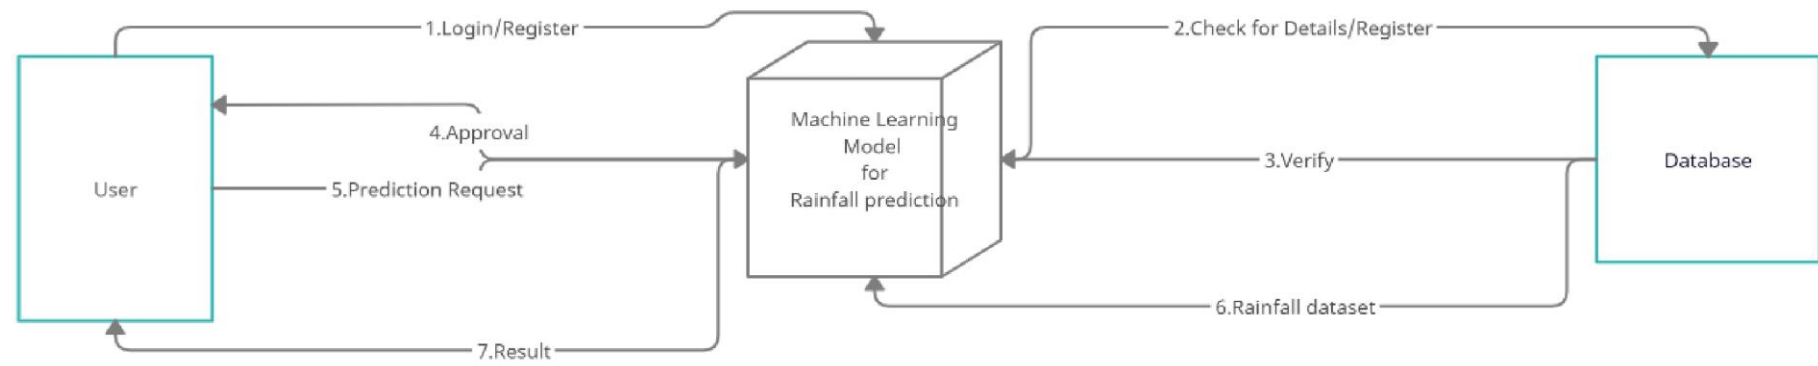 1.Login/Register
2.Check for Details/Register
4.Approval
5.Prediction Request
User
Machine Learning
Model
for
Rainfall prediction
3.Verify
Database
6.Rainfall dataset
7.Result